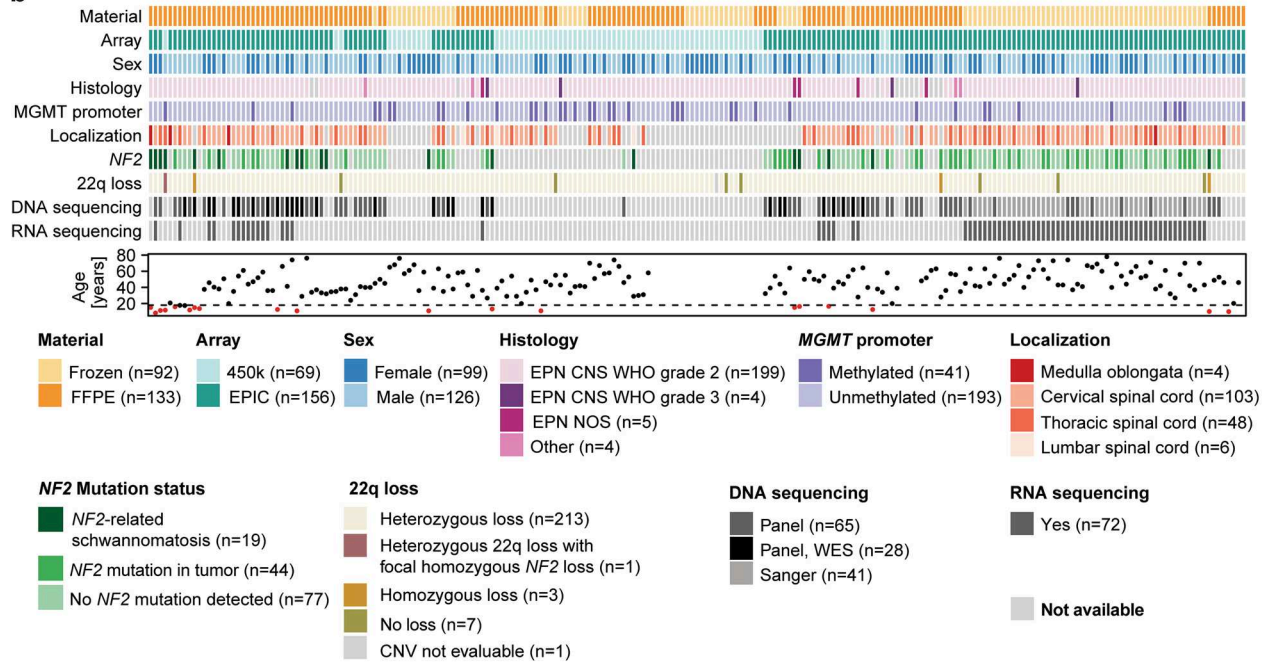 Material
Array
Sex
Histology
MGMT promoter
Localization
NF2
22q loss
DNA sequencing
RNA sequencing
Age
[years]
80
60
40
20
Material
Frozen (n=92)
FFPE (n=133)
Array
450k (n=69)
EPIC (n=156)
Sex
Female (n=99)
Male (n=126)
Histology
EPN CNS WHO grade 2 (n=199)
EPN CNS WHO grade 3 (n=4)
EPN NOS (n=5)
Other (n=4)
MGMT promoter
Methylated (n=41)
Unmethylated (n=193)
Localization
Medulla oblongata (n=4)
Cervical spinal cord (n=103)
Thoracic spinal cord (n=48)
Lumbar spinal cord (n=6)
NF2 Mutation status
NF2-related
schwannomatosis (n=19)
NF2 mutation in tumor (n=44)
No NF2 mutation detected (n=77)
22q loss
Heterozygous loss (n=213)
Heterozygous 22q loss with
focal homozygous NF2 loss (n=1)
Homozygous loss (n=3)
No loss (n=7)
CNV not evaluable (n=1)
DNA sequencing
Panel (n=65)
Panel, WES (n=28)
Sanger (n=41)
RNA sequencing
Yes (n=72)
Not available